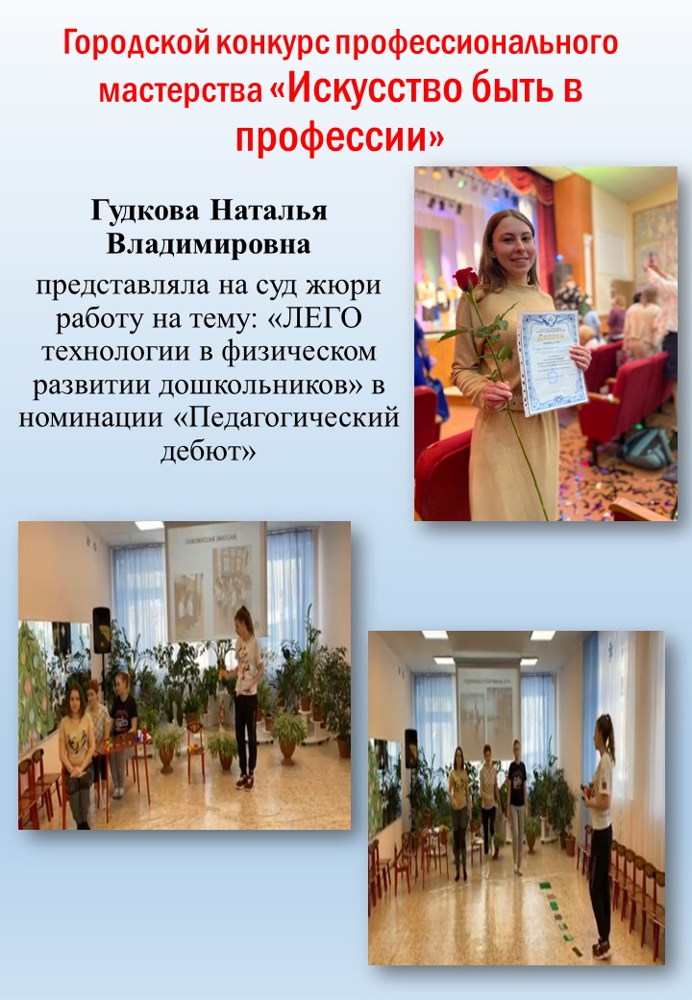 Городской конкурс профессионального
мастерства «Искусство быть в
профессии»
Гудкова Наталья
Владимировна
представляла на суд жюри
работу на тему: «ЛЕГО
технологии в физическом
развитии дошкольников» в
номинации «Педагогический
дебют»
Диплом